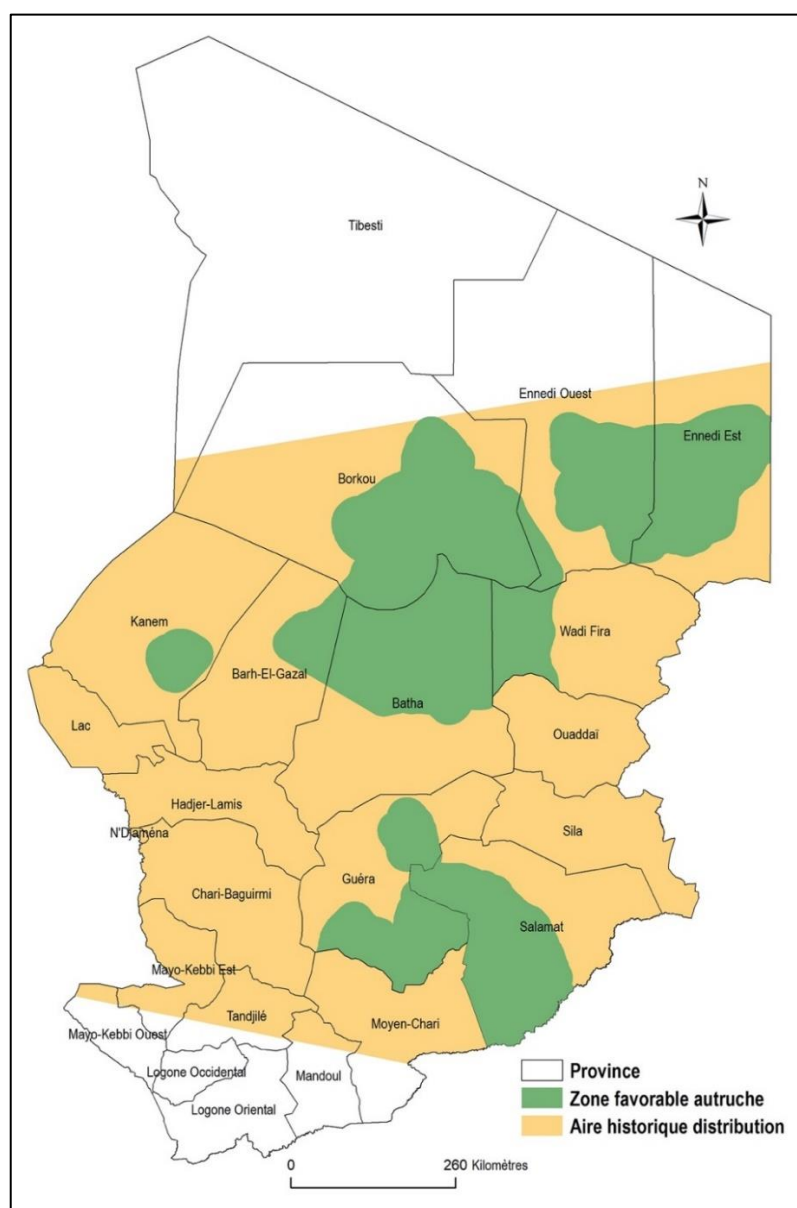 N
Tibesti
Ennedi Ouest
Ennedi Est
Borkou
Kanem
Wadi Fira
Barh-El-Gazal
Batha
Lac
Ouaddaï
Hadjer-Lamis
N'Djaména
Sila
Guéra
Chari-Baguirmi
Salamat
Mayo-Kebbi Est
Tandjilé
Moyen-Chari
Mayo-Kebbi Ouest
Logone Occidental
Mandoul
Logone Oriental
Province
Zone favorable autruche
Aire historique distribution
0 260 Kilomètres